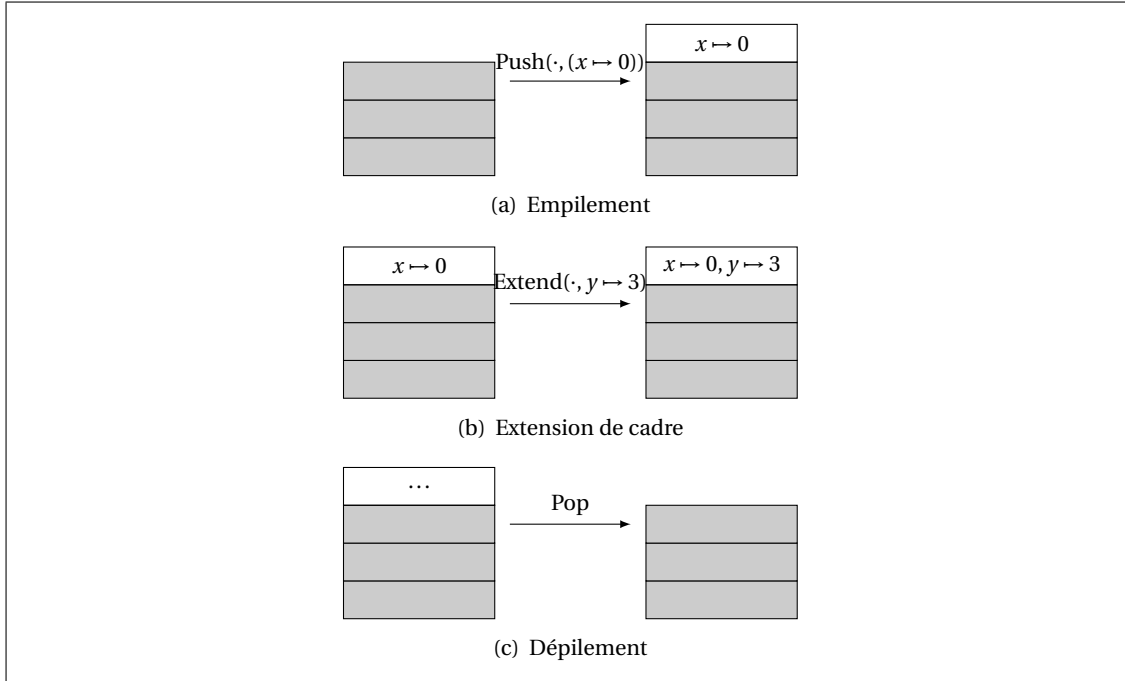 x ↦ 0
Push(·, (x ↦ 0))
(a) Empilement
x ↦ 0
Extend(·, y ↦ 3)
x ↦ 0, y ↦ 3
(b) Extension de cadre
...
Pop
(c) Dépilement